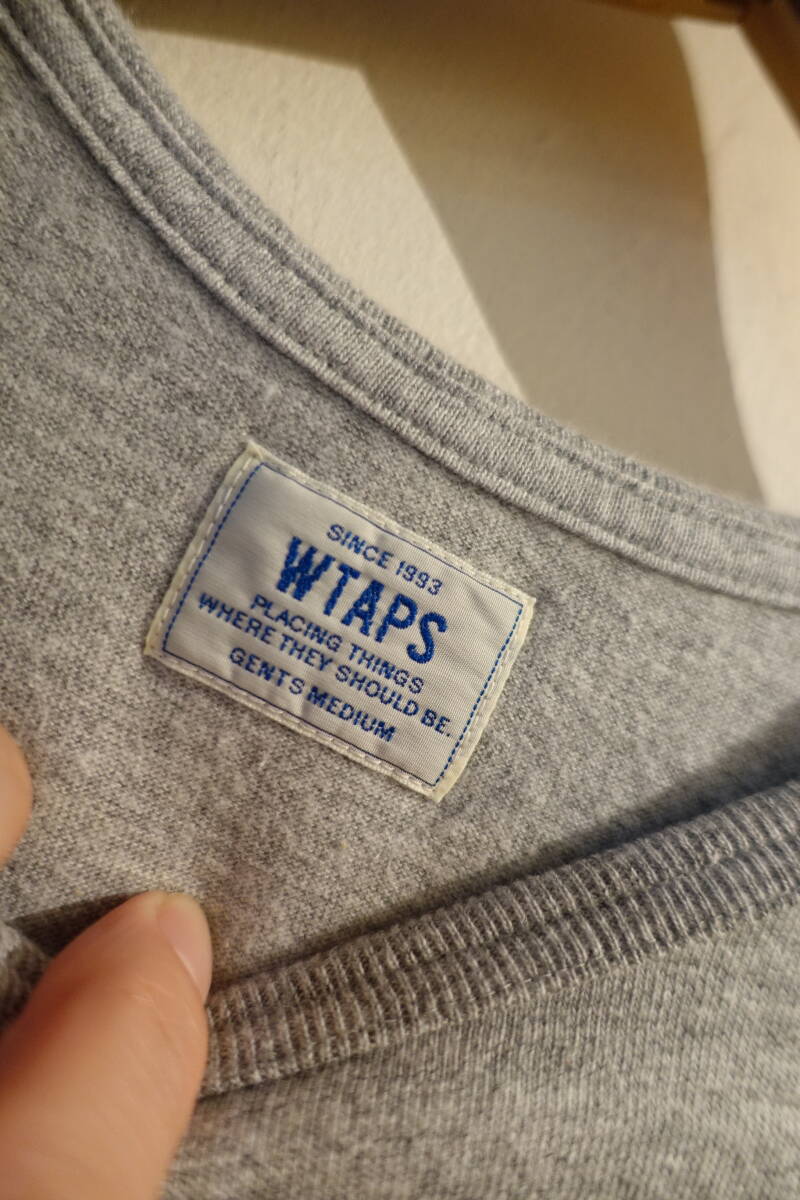 SINCE 1993
WTAPS
PLACING THINGS
WHERE THEY SHOULD BE.
GENTS MEDIUM